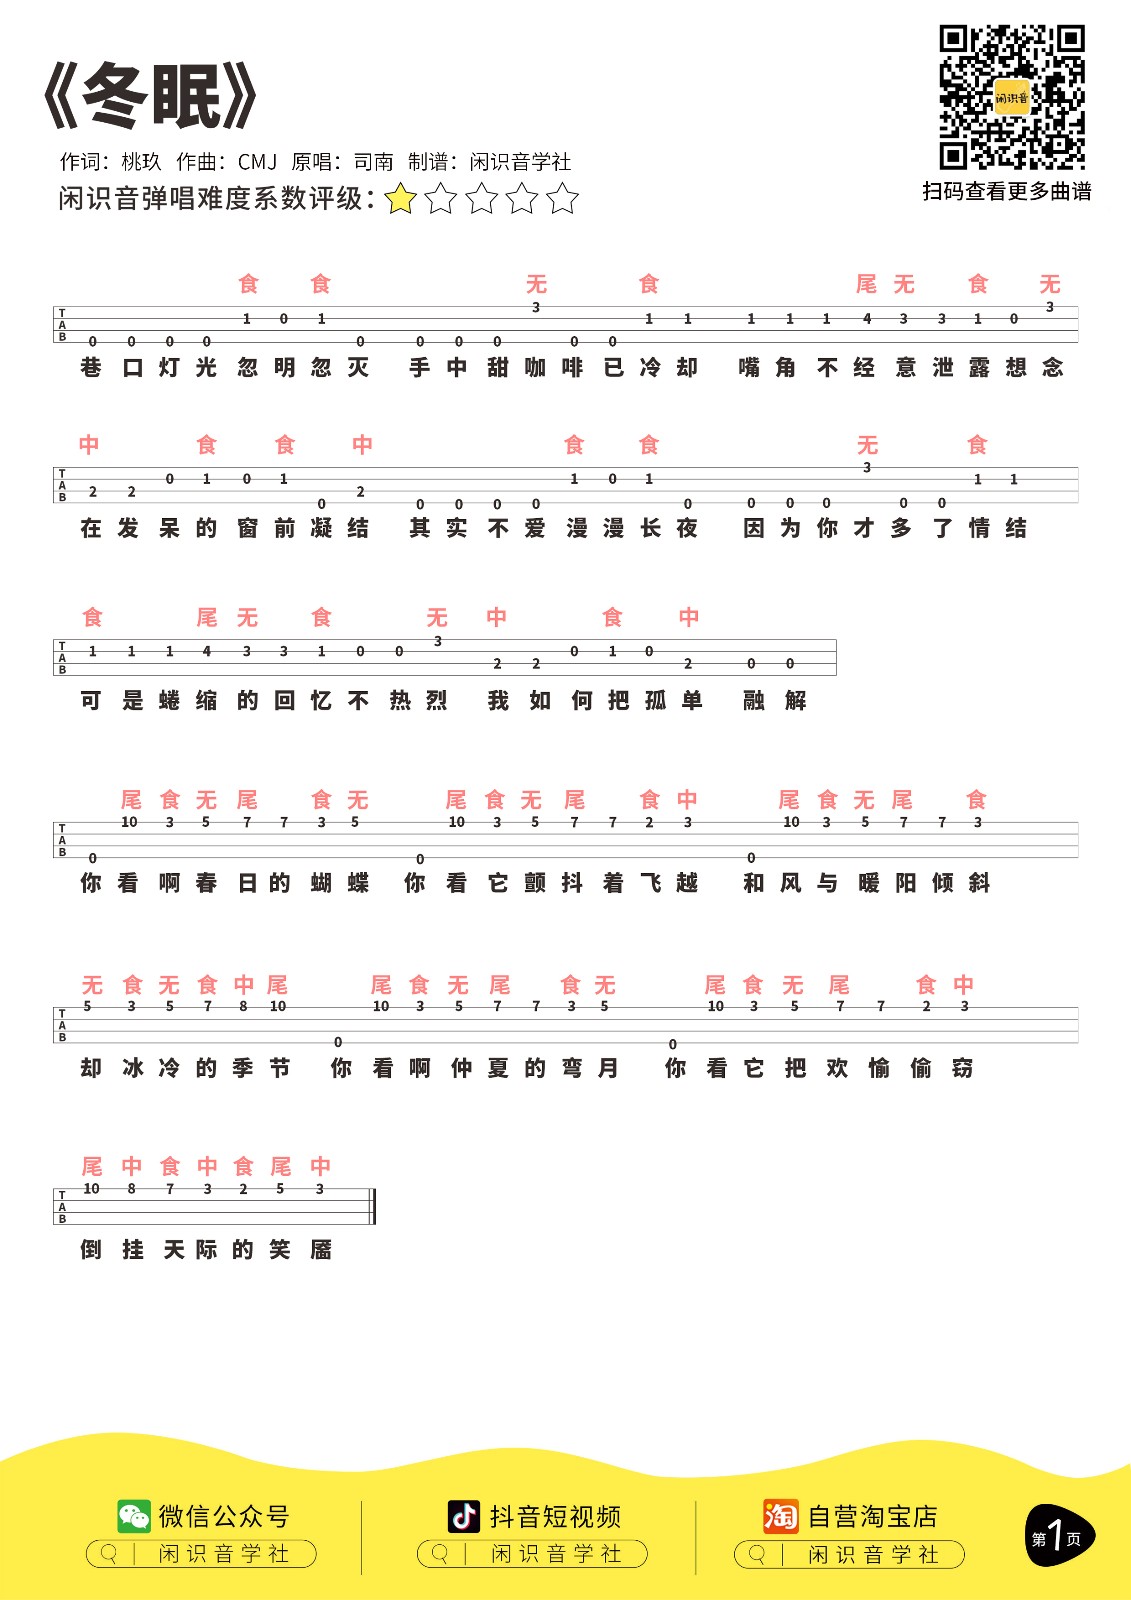 《冬眠》
闲识音
作词：桃玖 作曲：CMJ 原唱：司南 制谱：闲识音学社
扫码查看更多曲谱
闲识音弹唱难度系数评级：
食 食 无 食 尾 无 食 无
TAB 0 0 0 0 1 0 1 0 0 0 0 3 0 0 1 1 1 1 1 4 3 3 1 0 3
巷口灯光忽明忽灭 手中甜咖啡已冷却 嘴角不经意泄露想念
中 食 食 中 食 食 无 食
TAB 2 2 0 1 0 1 0 2 0 0 0 0 1 0 1 0 0 0 0 3 0 0 1 1
在发呆的窗前凝结 其实不爱漫漫长夜 因为你才多了情结
食 尾 无 食 无 中 食 中
TAB 1 1 1 4 3 3 1 0 0 3 2 2 0 1 0 2 0 0
可是蜷缩的回忆不热烈 我如何把孤单 融解
尾 食 无 尾 食 无 尾 食 无 尾 食 中 尾 食 无 尾 食
TAB 0 10 3 5 7 7 3 5 0 10 3 5 7 7 2 3 0 10 3 5 7 7 3
你看啊春日的蝴蝶 你看它颤抖着飞越 和风与暖阳倾斜
无 食 无 食 中 尾 尾 食 无 尾 食 无 尾 食 无 尾 食 中
TAB 5 3 5 7 8 10 0 10 3 5 7 7 3 5 0 10 3 5 7 7 2 3
却冰冷的季节 你看啊仲夏的弯月 你看它把欢愉偷窃
尾 中 食 中 食 尾 中
TAB 10 8 7 3 2 5 3
倒挂天际的笑靥
微信公众号 抖音短视频 淘 自营淘宝店
闲识音学社 闲识音学社 闲识音学社
第1页